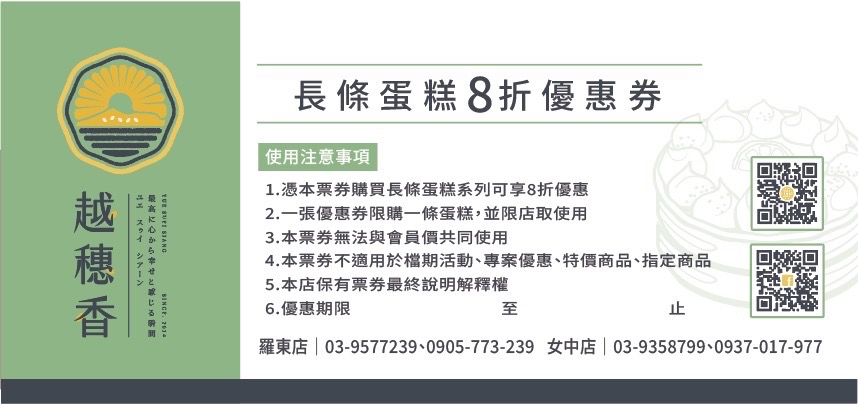 越穗香
YUE SUEI SIANG
SINCE. 2014
最高に心から幸せと感じる瞬間
ユエ スゥイ シアーン
長條蛋糕8折優惠券
使用注意事項
1.憑本票券購買長條蛋糕系列可享8折優惠
2.一張優惠券限購一條蛋糕，並限店取使用
3.本票券無法與會員價共同使用
4.本票券不適用於檔期活動、專案優惠、特價商品、指定商品
5.本店保有票券最終說明解釋權
6.優惠期限 至 止
羅東店｜03-9577239、0905-773-239 女中店｜03-9358799、0937-017-977